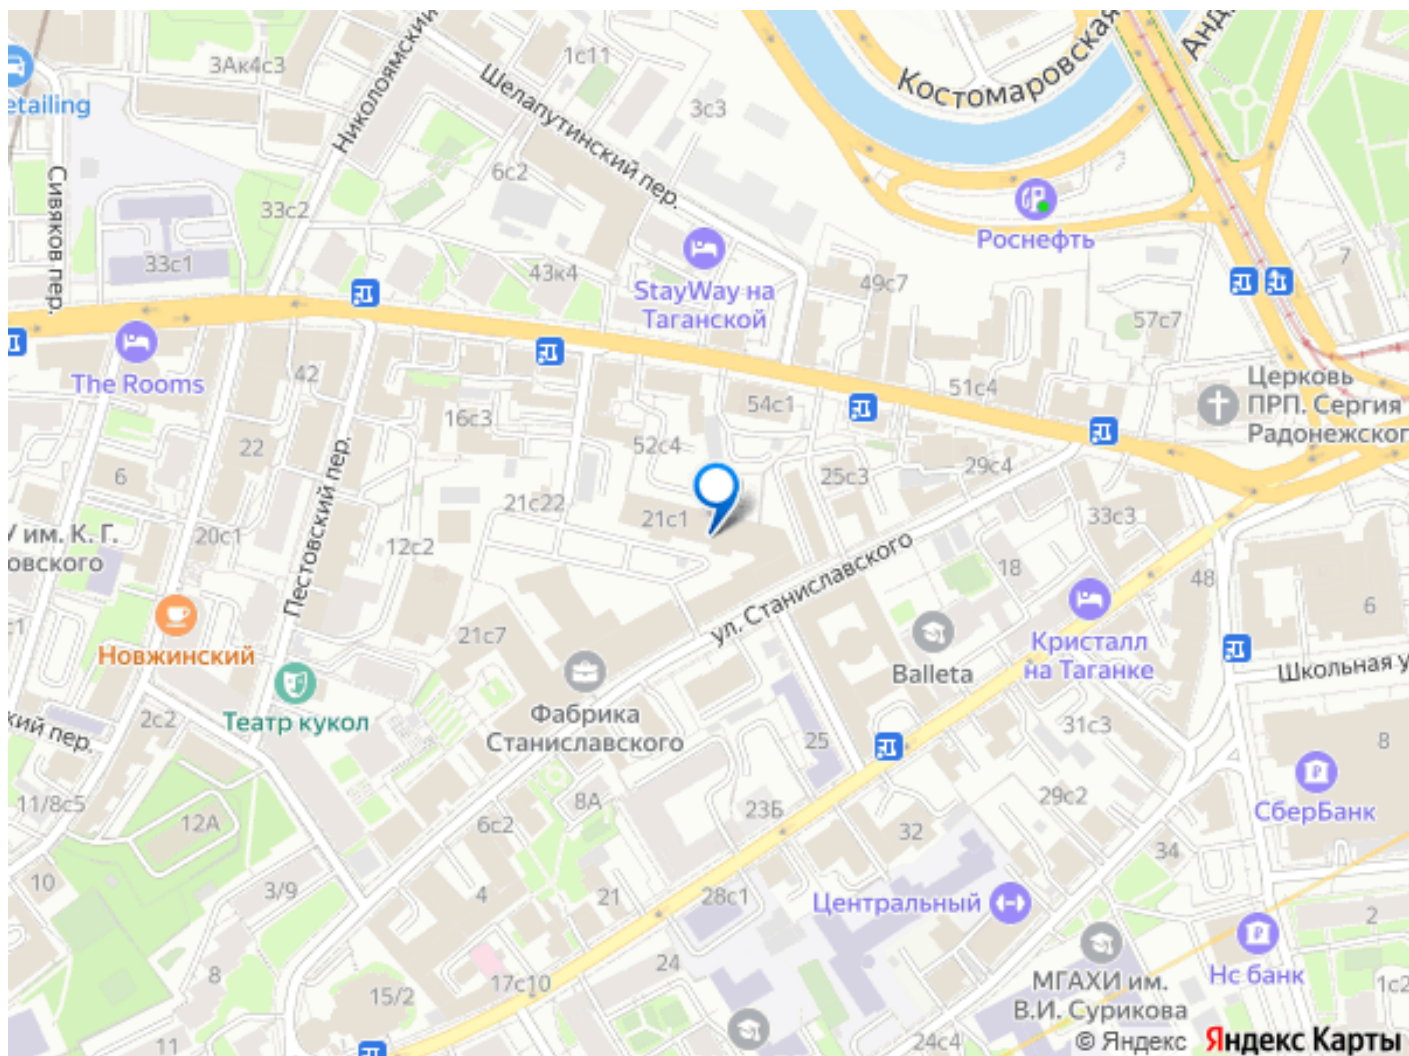 Николоямский
1с11
Костомаровская
Анд
3Ак4с3
Шелапутинский пер.
3с3
etailing
Сивяков пер.
6с2
33с2
Роснефть
33с1
43к4
StayWay на
Таганской
49с7
7
57с7
The Rooms
42
16с3
54с1
51с4
Церковь
ПРП. Сергия
Радонежског
22
52с4
6
25с3
29с4
21с22
21с1
33с3
Пестовский пер.
У им. К. Г.
овского
20с1
12с2
ул. Станиславского
18
48
6
с1
Новжинский
21с7
Balleta
Кристалл
на Таганке
Школьная у
кий пер.
2с2
Театр кукол
Фабрика
Станиславского
25
31с3
8
11/8с5
12А
8А
23Б
29с2
СберБанк
6с2
32
34
10
3/9
4
21
28с1
Центральный
2
8
24
17с10
15/2
МГАХИ им.
В.И. Сурикова
Нс банк
1с2
11
24с4
© Яндекс Яндекс Карты